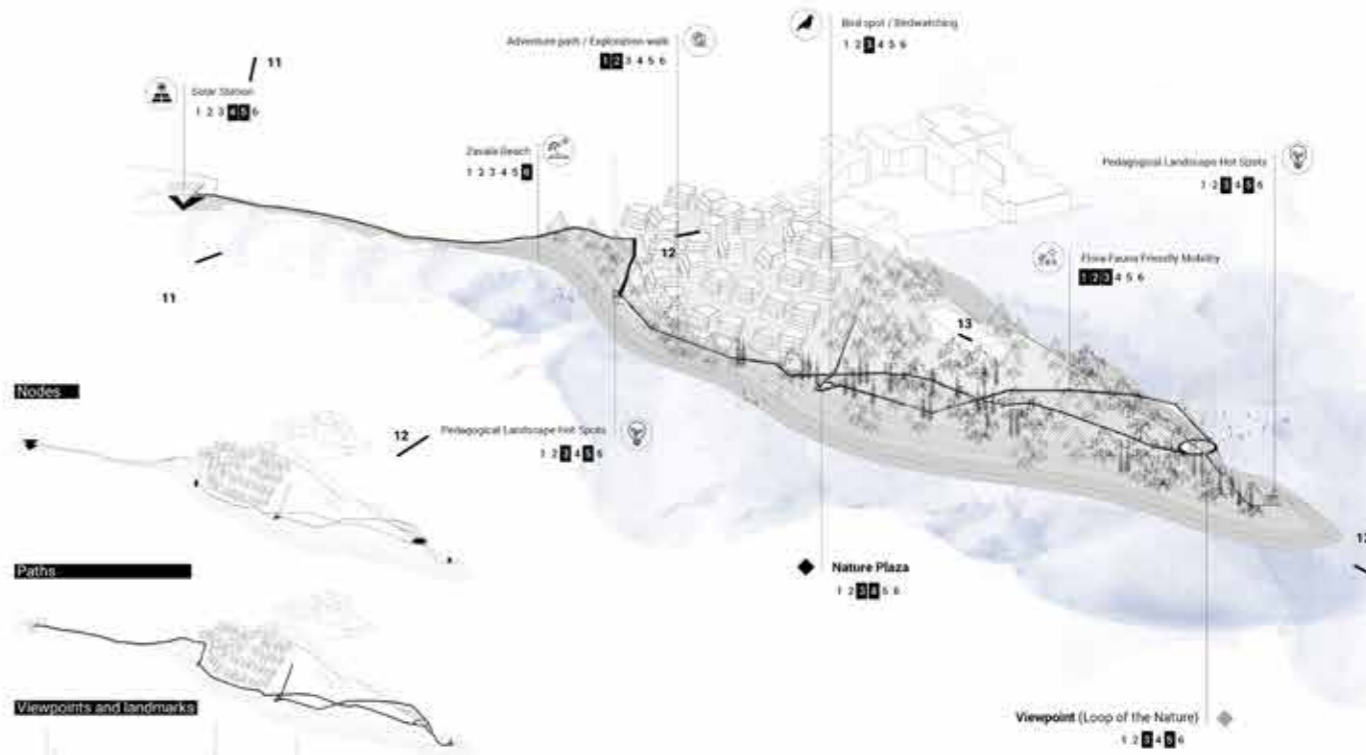 Bird spot / Birdwatching
1 2 3 4 5 6
Adventure path / Exploration walk
1 2 3 4 5 6
11
Solar Station
1 2 3 4 5 6
Zavala Beach
1 2 3 4 5 6
Pedagogical Landscape Hot Spots
1 2 3 4 5 6
12
Flora Fauna Friendly Mobility
1 2 3 4 5 6
11
13
Nodes
12
Pedagogical Landscape Hot Spots
1 2 3 4 5 6
Paths
Nature Plaza
1 2 3 4 5 6
Viewpoints and landmarks
Viewpoint (Loop of the Nature)
1 2 3 4 5 6